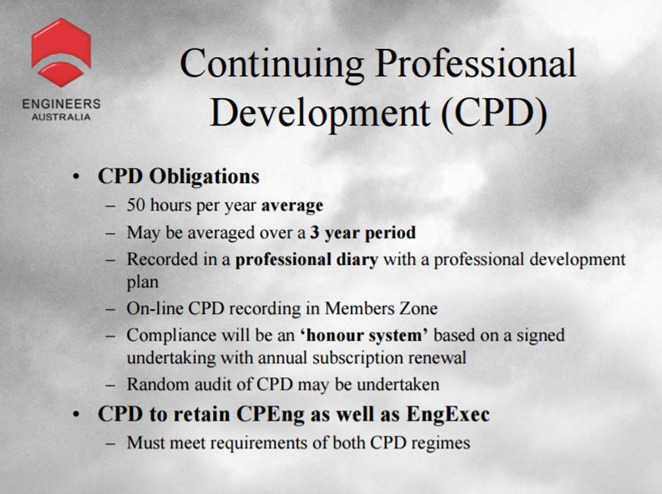 ENGINEERS
AUSTRALIA
Continuing Professional
Development (CPD)
• CPD Obligations
– 50 hours per year average
– May be averaged over a 3 year period
– Recorded in a professional diary with a professional development
plan
– On-line CPD recording in Members Zone
– Compliance will be an ‘honour system’ based on a signed
undertaking with annual subscription renewal
– Random audit of CPD may be undertaken
• CPD to retain CPEng as well as EngExec
– Must meet requirements of both CPD regimes